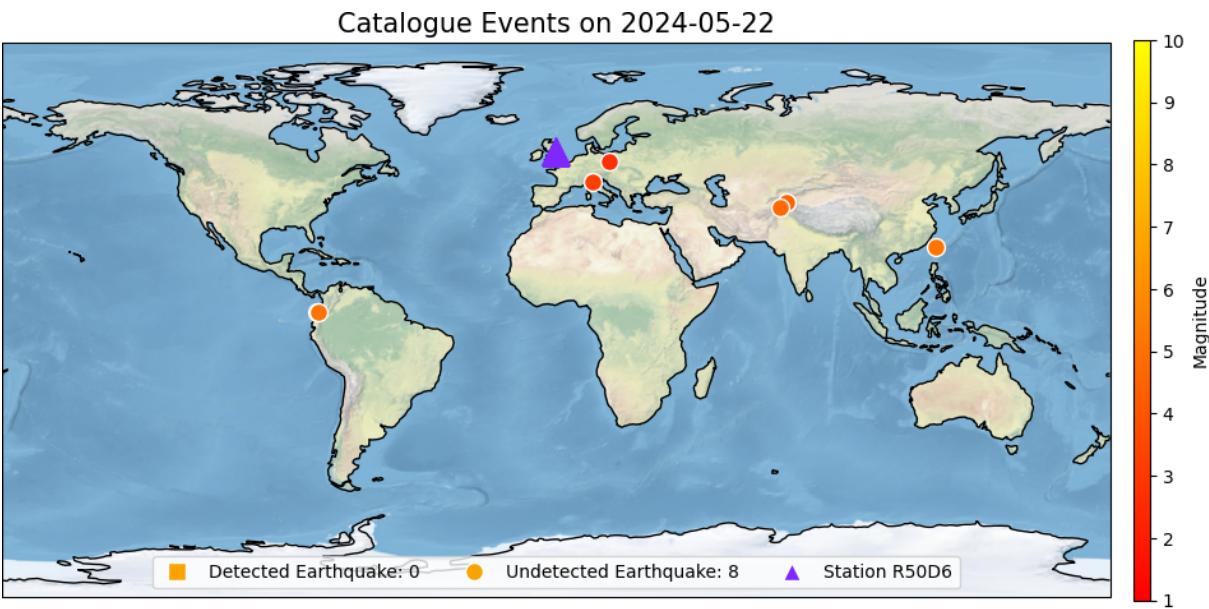 Catalogue Events on 2024-05-22
10
9
8
7
6
5
4
3
2
1
Magnitude
Detected Earthquake: 0
Undetected Earthquake: 8
Station R50D6